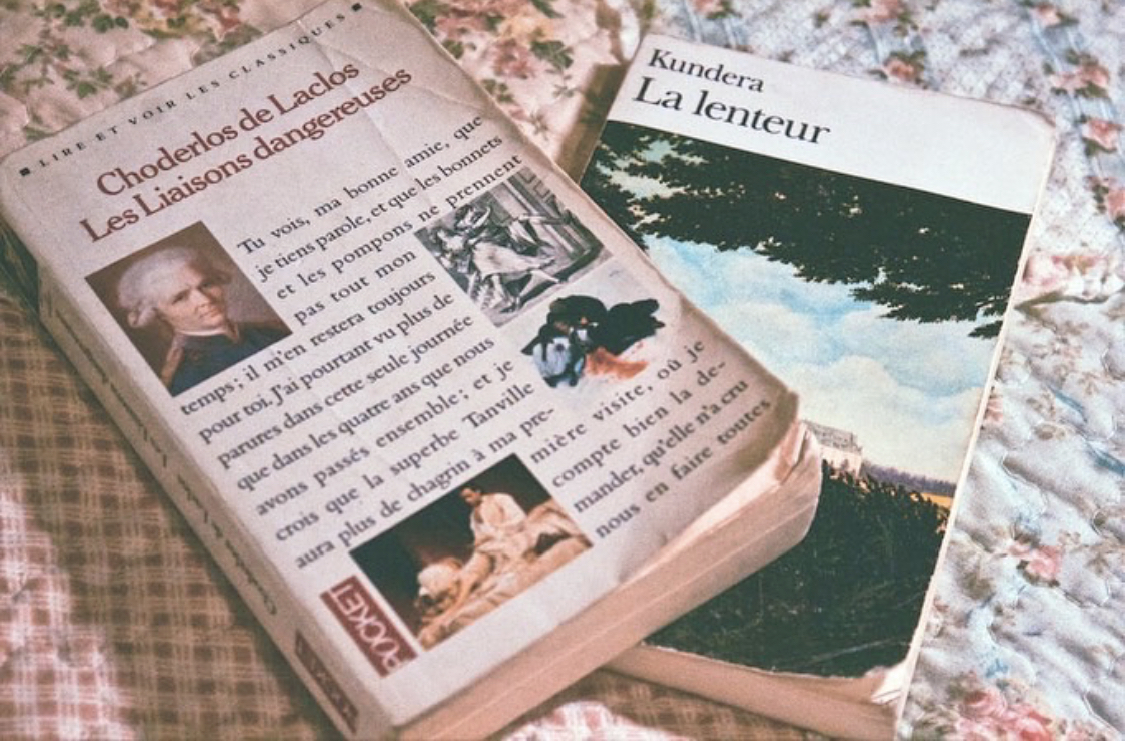 LIRE ET VOIR LES CLASSIQUES
Choderlos de Laclos
Les Liaisons dangereuses
Tu vois, ma bonne amie, que
je tiens parole, et que les bonnets
et les pompons ne prennent
pas tout mon
temps ; il m'en restera toujours
pour toi. J'ai pourtant vu plus de
parures dans cette seule journée
que dans les quatre ans que nous
avons passés ensemble ; et je
crois que la superbe Tanville
aura plus de chagrin à ma pre-
mière visite, où je
compte bien la de-
mander, qu'elle n'a cru
nous en faire toutes
POCKET
Kundera
La lenteur